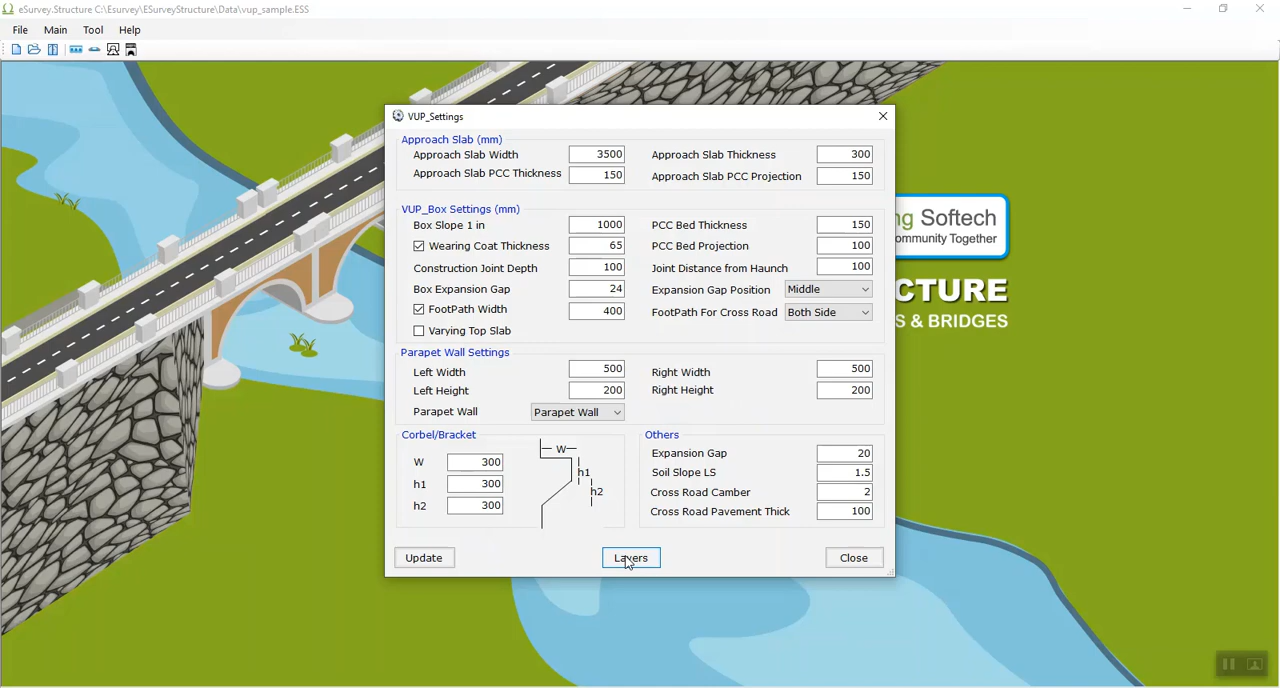 eSurvey.Structure C:\Esurvey\ESurveyStructure\Data\vup_sample.ESS
File Main Tool Help
VUP_Settings
Approach Slab (mm)
Approach Slab Width 3500 Approach Slab Thickness 300
Approach Slab PCC Thickness 150 Approach Slab PCC Projection 150
VUP_Box Settings (mm)
Box Slope 1 in 1000 PCC Bed Thickness 150
Wearing Coat Thickness 65 PCC Bed Projection 100
Construction Joint Depth 100 Joint Distance from Haunch 100
Box Expansion Gap 24 Expansion Gap Position Middle
FootPath Width 400 FootPath For Cross Road Both Side
Varying Top Slab
Parapet Wall Settings
Left Width 500 Right Width 500
Left Height 200 Right Height 200
Parapet Wall Parapet Wall
Corbel/Bracket
W 300
h1 300
h2 300
W
h1
h2
Others
Expansion Gap 20
Soil Slope LS 1.5
Cross Road Camber 2
Cross Road Pavement Thick 100
Update Layers Close
ng Softech
ommunity Together
CTURE
S & BRIDGES